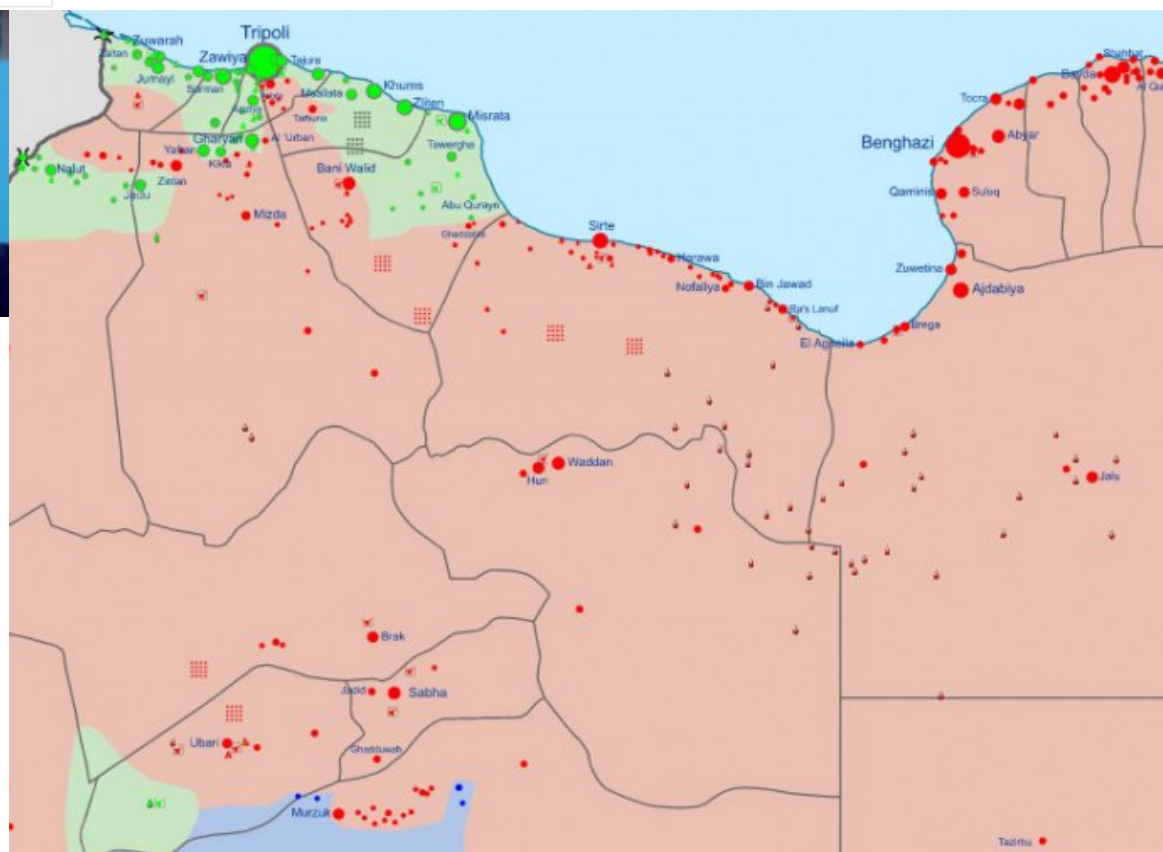 Tripoli
Zuwarah
Zaltan
Zawiya
Tajura
Jumayl
Surman
Khums
Msallata
Zliten
Misrata
Tarhuna
Gharyan
Al 'Urban
Yafran
Kikla
Tawergha
Nalut
Zintan
Bani Walid
Jadu
Abu Qurayn
Mizda
Sirte
Harawa
Nofaliya
Bin Jawad
Ra's Lanuf
El Agheila
Brega
Shahhat
Bayda
Tocra
Benghazi
Abyar
Qaminis
Suluq
Zuwetina
Ajdabiya
Waddan
Hun
Jalu
Brak
Sabha
Ubari
Ghadduwah
Murzuk
Tazirbu